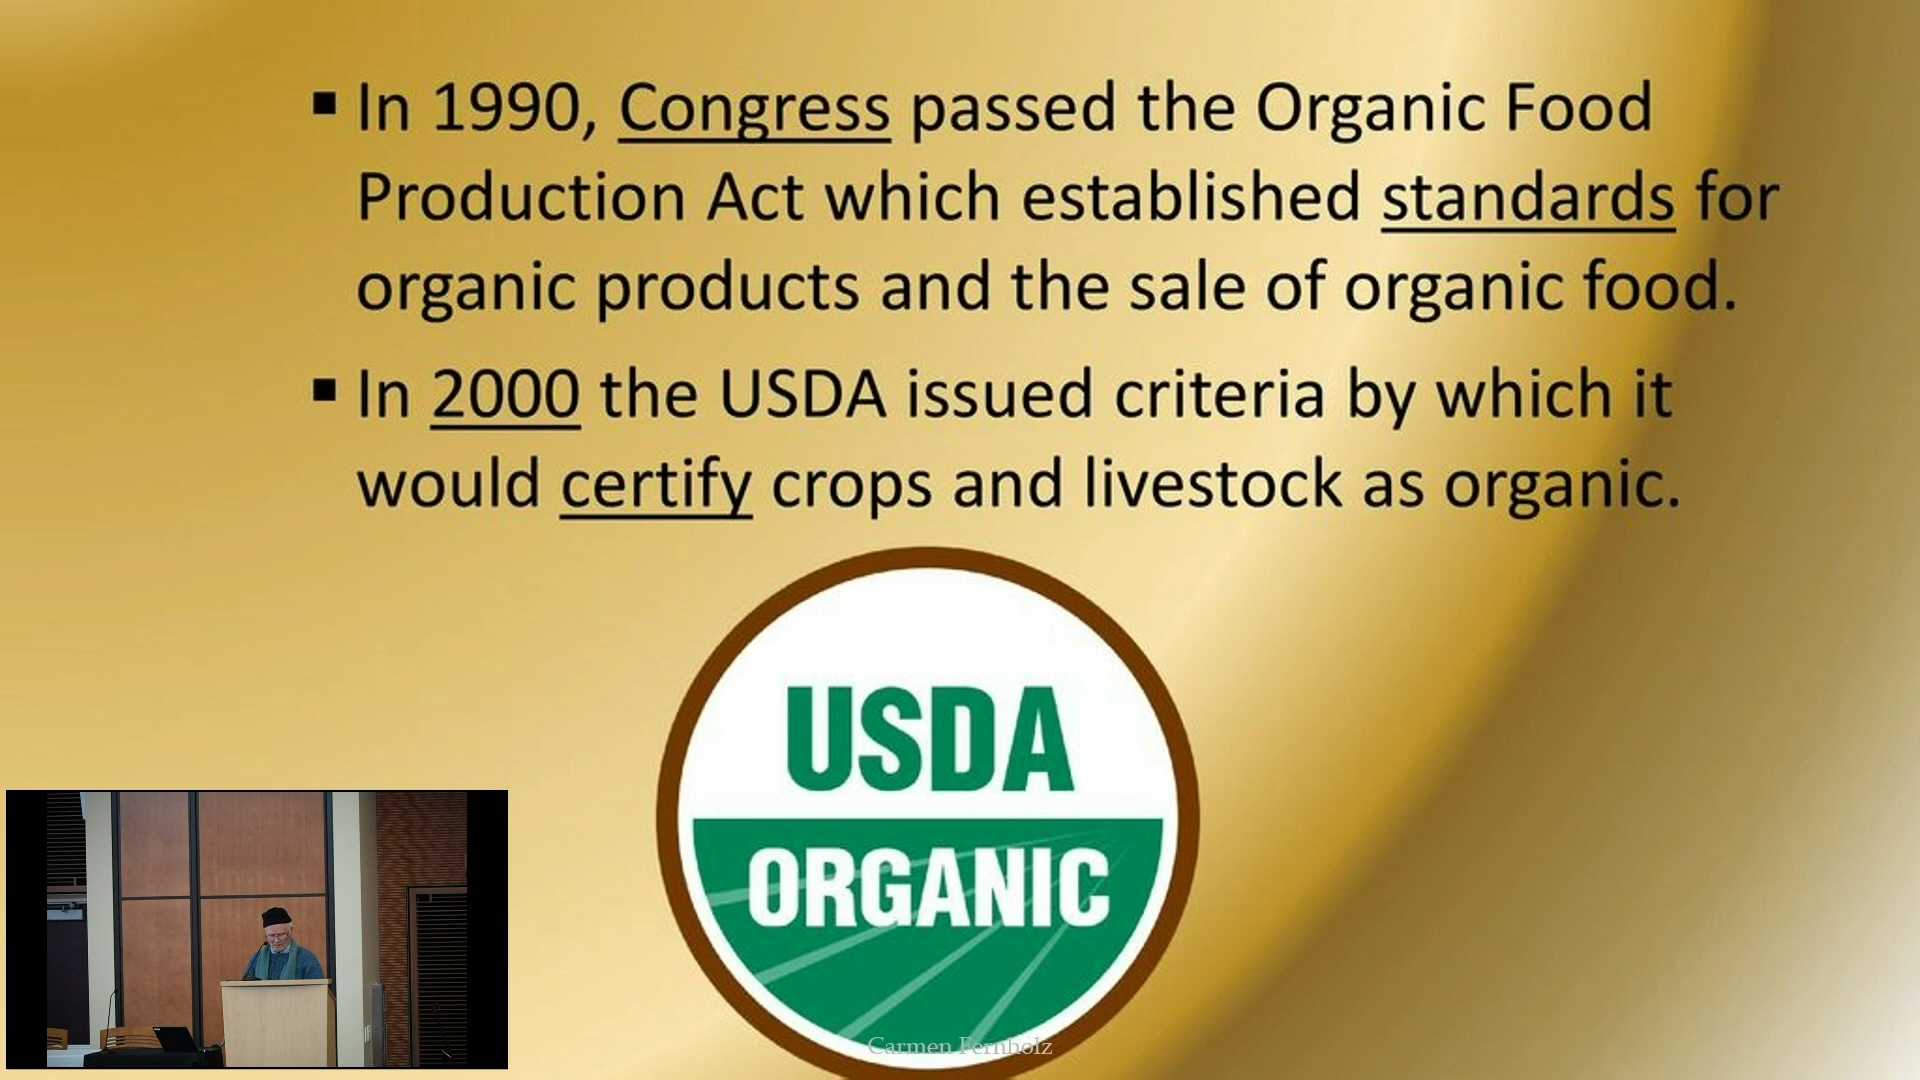 ▪ In 1990, Congress passed the Organic Food
Production Act which established standards for
organic products and the sale of organic food.
▪ In 2000 the USDA issued criteria by which it
would certify crops and livestock as organic.
USDA
ORGANIC
Carmen Fernholz